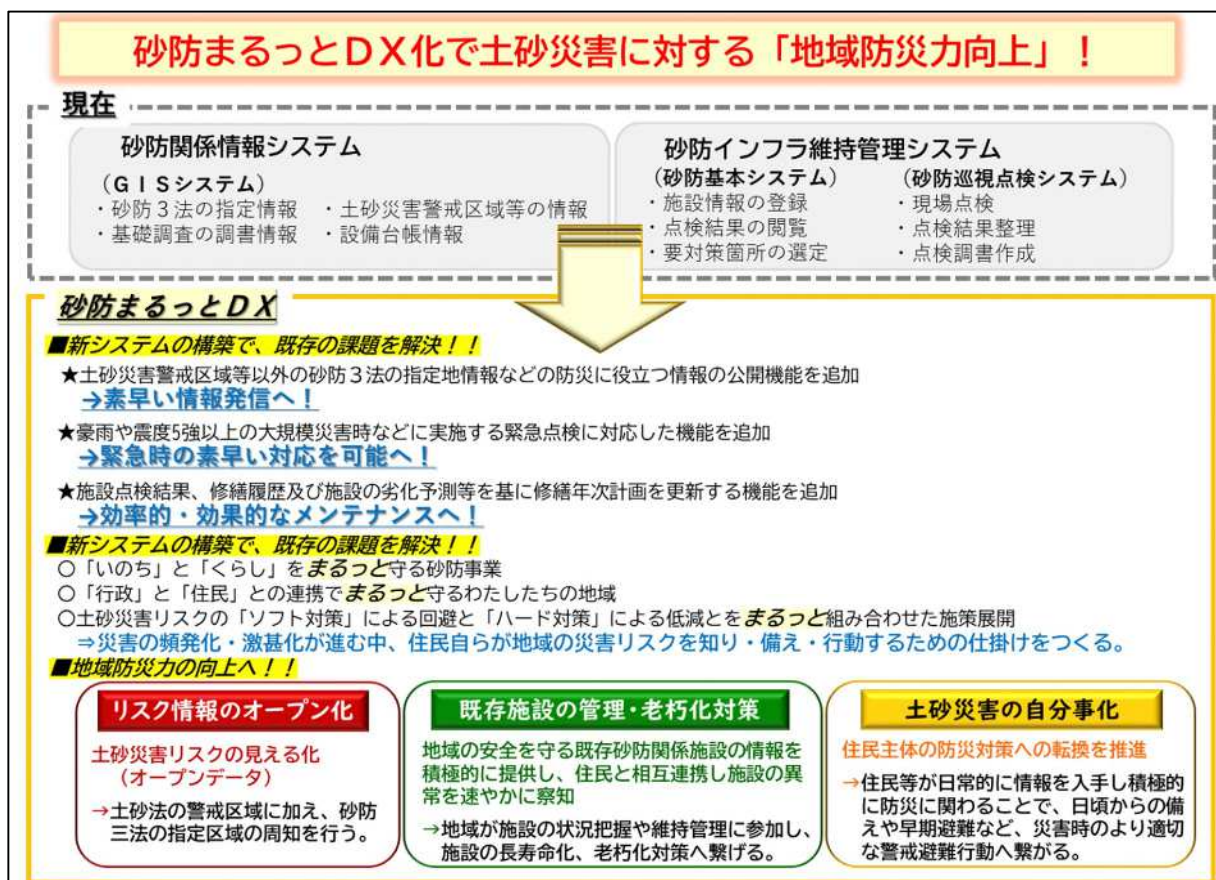 砂防まるっとDX化で土砂災害に対する「地域防災力向上」！
現在
砂防関係情報システム
（ＧＩＳシステム）
・砂防３法の指定情報　・土砂災害警戒区域等の情報
・基礎調査の調書情報　・設備台帳情報
砂防インフラ維持管理システム
（砂防基本システム）　（砂防巡視点検システム）
・施設情報の登録　・現場点検
・点検結果の閲覧　・点検結果整理
・要対策箇所の選定　・点検調書作成
砂防まるっとＤＸ
■新システムの構築で、既存の課題を解決！！
★土砂災害警戒区域等以外の砂防３法の指定地情報などの防災に役立つ情報の公開機能を追加
→素早い情報発信へ！
★豪雨や震度5強以上の大規模災害時などに実施する緊急点検に対応した機能を追加
→緊急時の素早い対応を可能へ！
★施設点検結果、修繕履歴及び施設の劣化予測等を基に修繕年次計画を更新する機能を追加
→効率的・効果的なメンテナンスへ！
■新システムの構築で、既存の課題を解決！！
○「いのち」と「くらし」をまるっと守る砂防事業
○「行政」と「住民」との連携でまるっと守るわたしたちの地域
○土砂災害リスクの「ソフト対策」による回避と「ハード対策」による低減とをまるっと組み合わせた施策展開
⇒災害の頻発化・激甚化が進む中、住民自らが地域の災害リスクを知り・備え・行動するための仕掛けをつくる。
■地域防災力の向上へ！！
リスク情報のオープン化
土砂災害リスクの見える化
（オープンデータ）
→土砂法の警戒区域に加え、砂防
三法の指定区域の周知を行う。
既存施設の管理・老朽化対策
地域の安全を守る既存砂防関係施設の情報を
積極的に提供し、住民と相互連携し施設の異
常を速やかに察知
→地域が施設の状況把握や維持管理に参加し、
施設の長寿命化、老朽化対策へ繋げる。
土砂災害の自分事化
住民主体の防災対策への転換を推進
→住民等が日常的に情報を入手し積極的
に防災に関わることで、日頃からの備
えや早期避難など、災害時のより適切
な警戒避難行動へ繋がる。